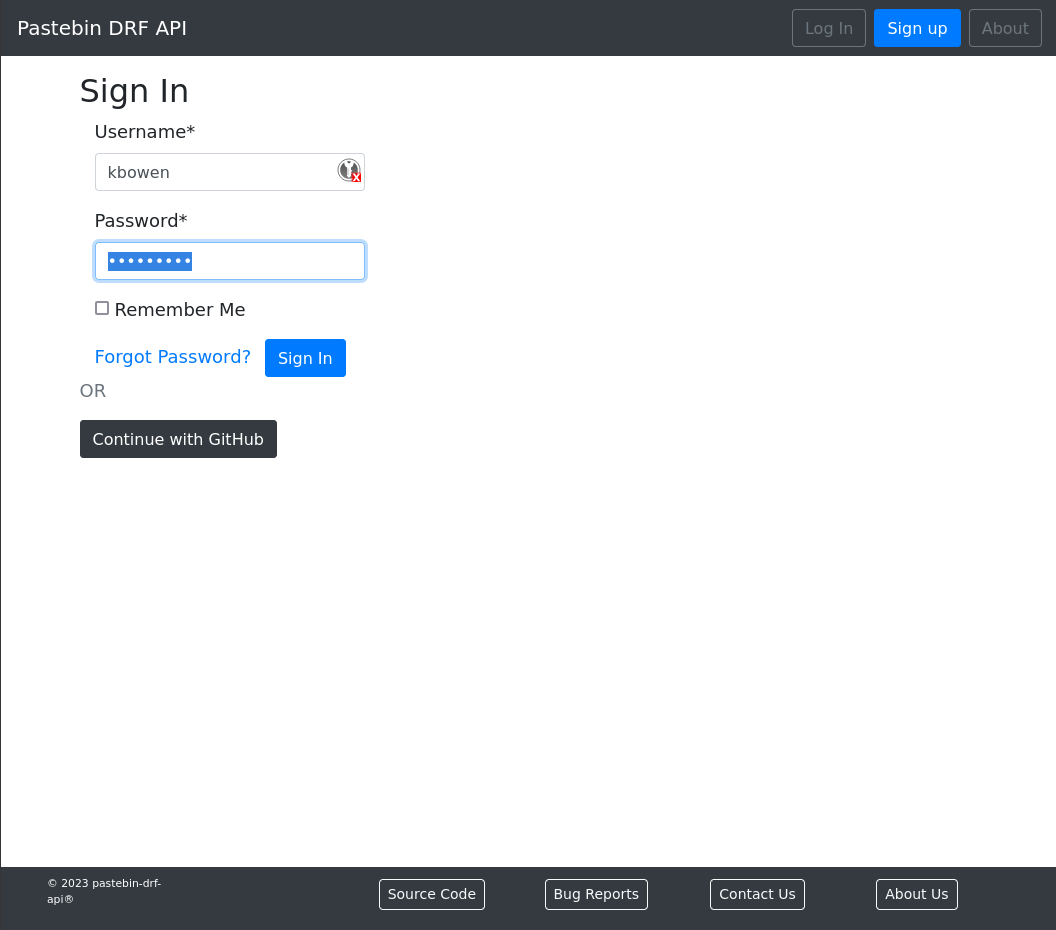 Pastebin DRF API
Log In
Sign up
About
Sign In
Username*
kbowen
Password*
•••••••••
Remember Me
Forgot Password?
Sign In
OR
Continue with GitHub
© 2023 pastebin-drf-
api®
Source Code
Bug Reports
Contact Us
About Us